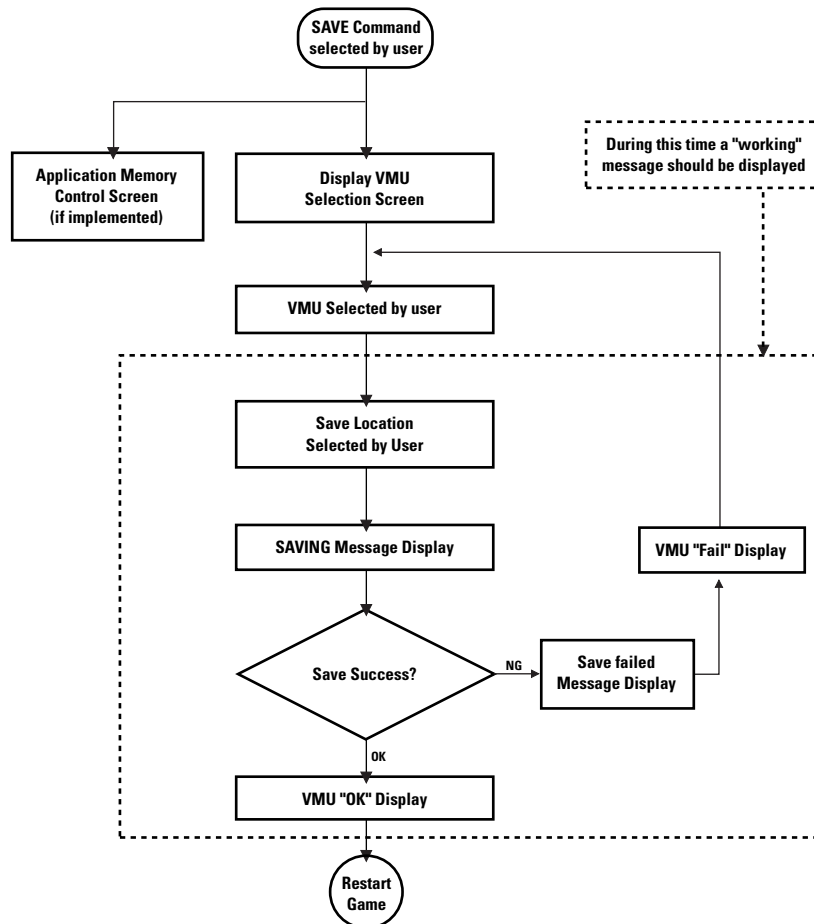 SAVE Command
selected by user
During this time a "working"
message should be displayed
Application Memory
Control Screen
(if implemented)
Display VMU
Selection Screen
VMU Selected by user
Save Location
Selected by User
SAVING Message Display
VMU "Fail" Display
Save Success?
NG
Save failed
Message Display
OK
VMU "OK" Display
Restart
Game